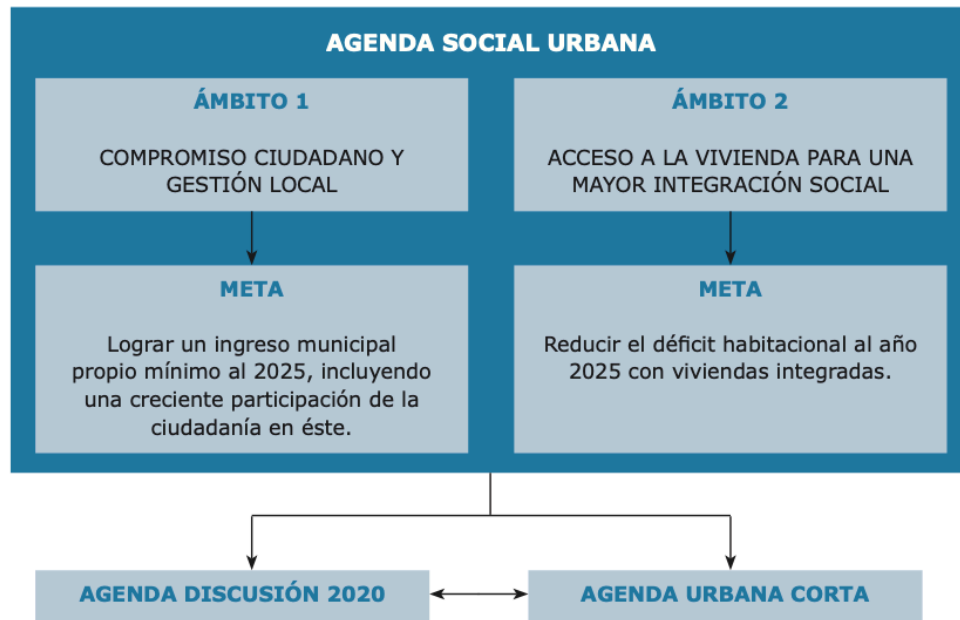 AGENDA SOCIAL URBANA
ÁMBITO 1
COMPROMISO CIUDADANO Y
GESTIÓN LOCAL
META
Lograr un ingreso municipal
propio mínimo al 2025, incluyendo
una creciente participación de la
ciudadanía en éste.
ÁMBITO 2
ACCESO A LA VIVIENDA PARA UNA
MAYOR INTEGRACIÓN SOCIAL
META
Reducir el déficit habitacional al año
2025 con viviendas integradas.
AGENDA DISCUSIÓN 2020
AGENDA URBANA CORTA